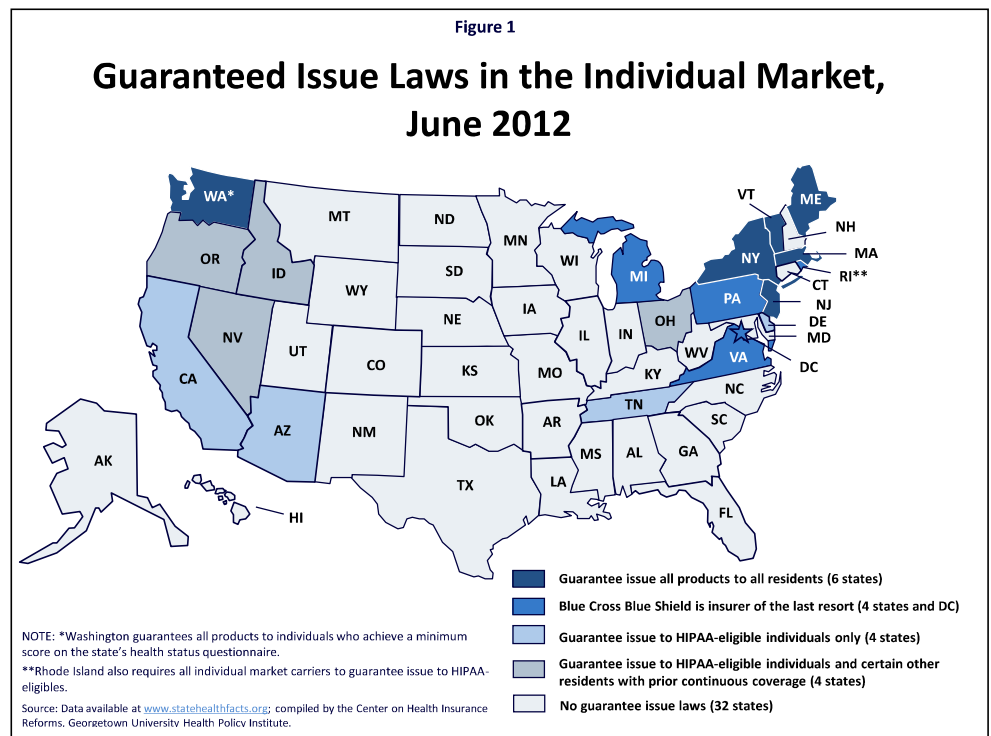 Figure 1
Guaranteed Issue Laws in the Individual Market,
June 2012
WA*
MT
ND
MN
VT
ME
NH
OR
ID
SD
WI
MI
NY
MA
RI**
CT
WY
IA
PA
NJ
NE
OH
DE
MD
NV
UT
CO
IL
IN
WV
VA
DC
CA
KS
MO
KY
NC
AZ
NM
OK
AR
TN
SC
AK
MS
AL
GA
TX
LA
HI
FL
Guarantee issue all products to all residents (6 states)
Blue Cross Blue Shield is insurer of the last resort (4 states and DC)
Guarantee issue to HIPAA-eligible individuals only (4 states)
Guarantee issue to HIPAA-eligible individuals and certain other
residents with prior continuous coverage (4 states)
No guarantee issue laws (32 states)
NOTE: *Washington guarantees all products to individuals who achieve a minimum
score on the state's health status questionnaire.
**Rhode Island also requires all individual market carriers to guarantee issue to HIPAA-
eligibles.
Source: Data available at www.statehealthfacts.org; compiled by the Center on Health Insurance
Reforms, Georgetown University Health Policy Institute.